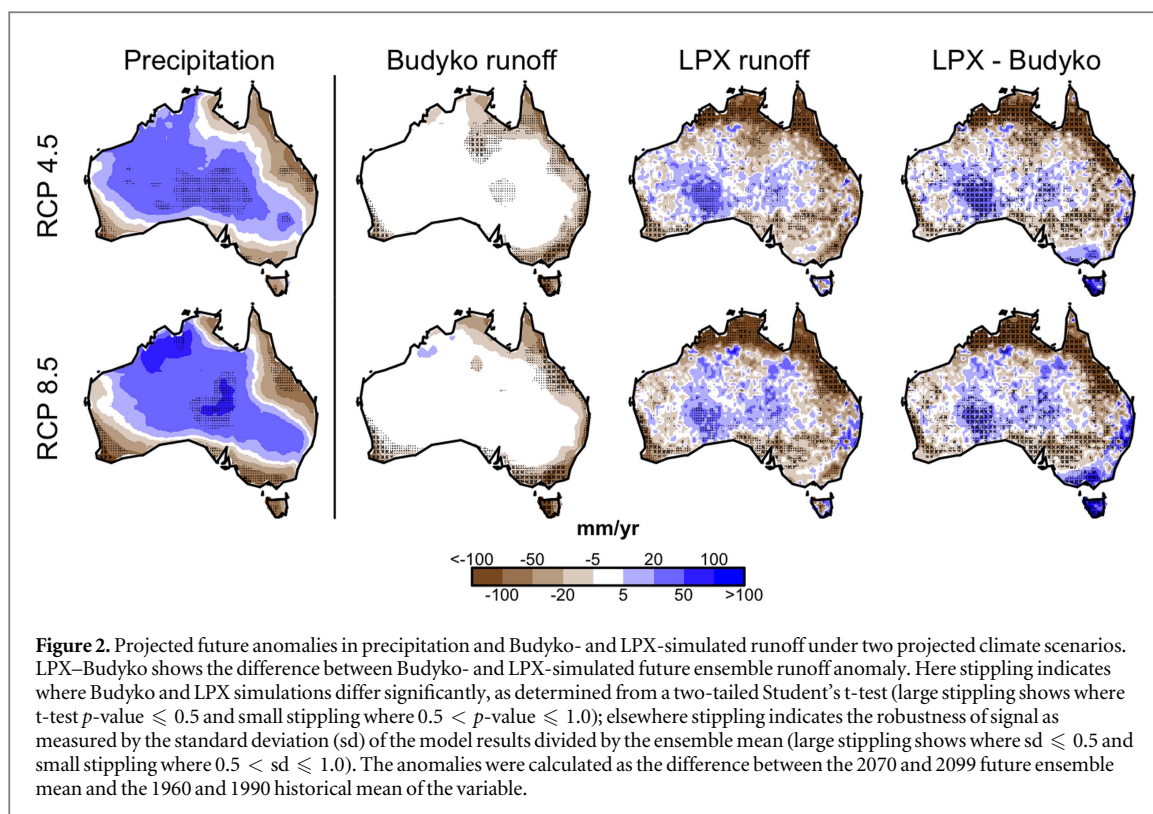 Precipitation Budyko runoff LPX runoff LPX - Budyko
RCP 4.5
RCP 8.5
mm/yr
<-100 -50 -5 20 100
-100 -20 5 50 >100
Figure 2. Projected future anomalies in precipitation and Budyko- and LPX-simulated runoff under two projected climate scenarios.
LPX–Budyko shows the difference between Budyko- and LPX-simulated future ensemble runoff anomaly. Here stippling indicates
where Budyko and LPX simulations differ significantly, as determined from a two-tailed Student's t-test (large stippling shows where
t-test p-value ⩽ 0.5 and small stippling where 0.5 < p-value ⩽ 1.0); elsewhere stippling indicates the robustness of signal as
measured by the standard deviation (sd) of the model results divided by the ensemble mean (large stippling shows where sd ⩽ 0.5 and
small stippling where 0.5 < sd ⩽ 1.0). The anomalies were calculated as the difference between the 2070 and 2099 future ensemble
mean and the 1960 and 1990 historical mean of the variable.